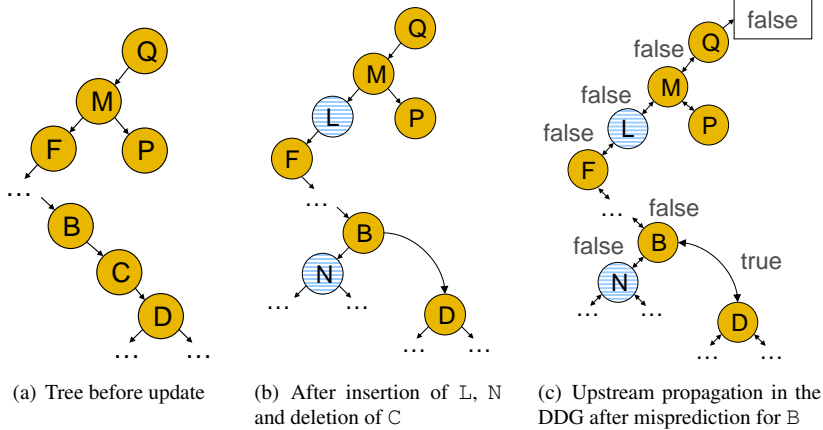 Q
M
F
P
...
B
C
D
... ...
(a) Tree before update
Q
M
L
P
F
...
B
N
... ...
D
... ...
(b) After insertion of L, N
and deletion of C
false
false Q
M
false
L
P
false
F
...
false
false B
true
N
... ...
D
... ...
(c) Upstream propagation in the
DDG after misprediction for B